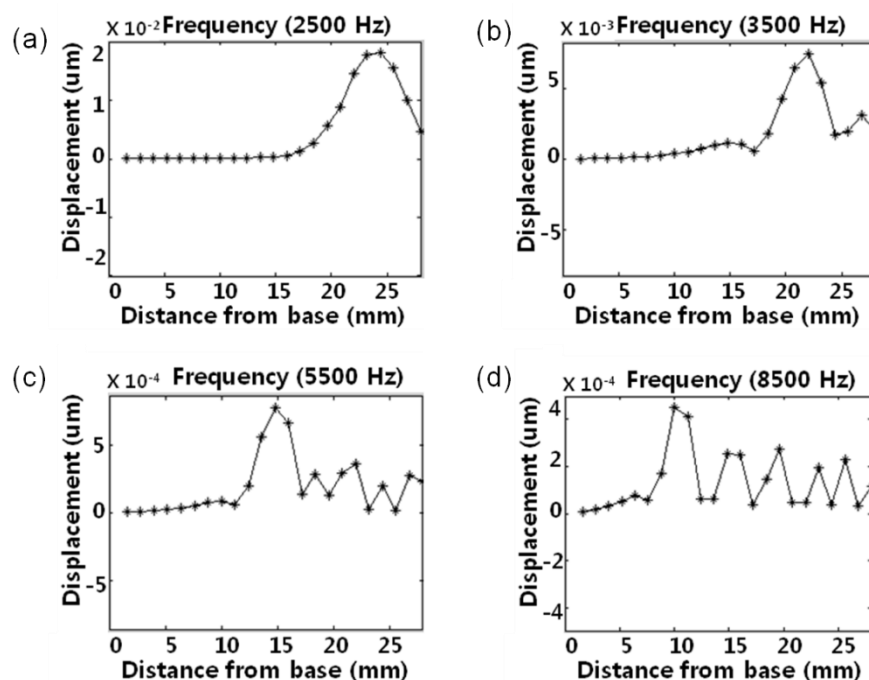 (a)
X 10-2 Frequency (2500 Hz)
Displacement (um)
2
1
0
-1
-2
0 5 10 15 20 25
Distance from base (mm)
(b)
X 10-3 Frequency (3500 Hz)
Displacement (um)
5
0
-5
0 5 10 15 20 25
Distance from base (mm)
(c)
X 10-4 Frequency (5500 Hz)
Displacement (um)
5
0
-5
0 5 10 15 20 25
Distance from base (mm)
(d)
X 10-4 Frequency (8500 Hz)
Displacement (um)
4
2
0
-2
-4
0 5 10 15 20 25
Distance from base (mm)